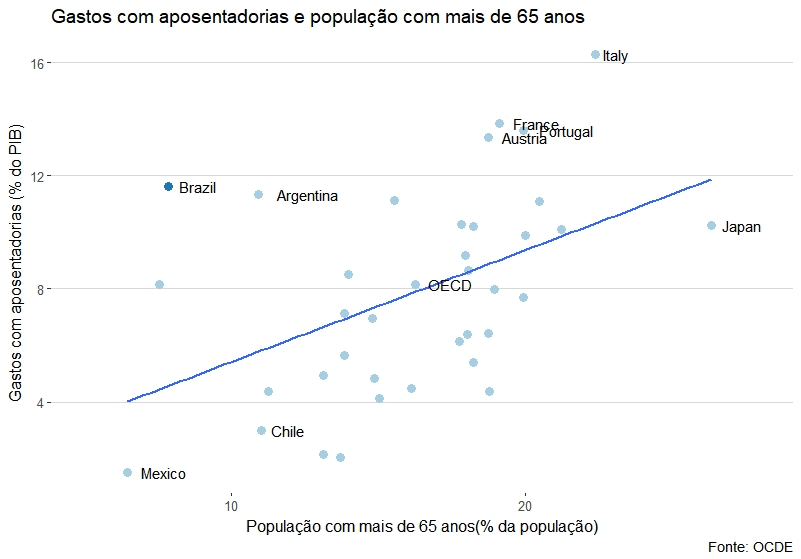 Gastos com aposentadorias e população com mais de 65 anos
Gastos com aposentadorias (% do PIB)
16
12
8
4
Italy
France
Portugal
Austria
Brazil
Argentina
Japan
OECD
Chile
Mexico
10
20
População com mais de 65 anos(% da população)
Fonte: OCDE